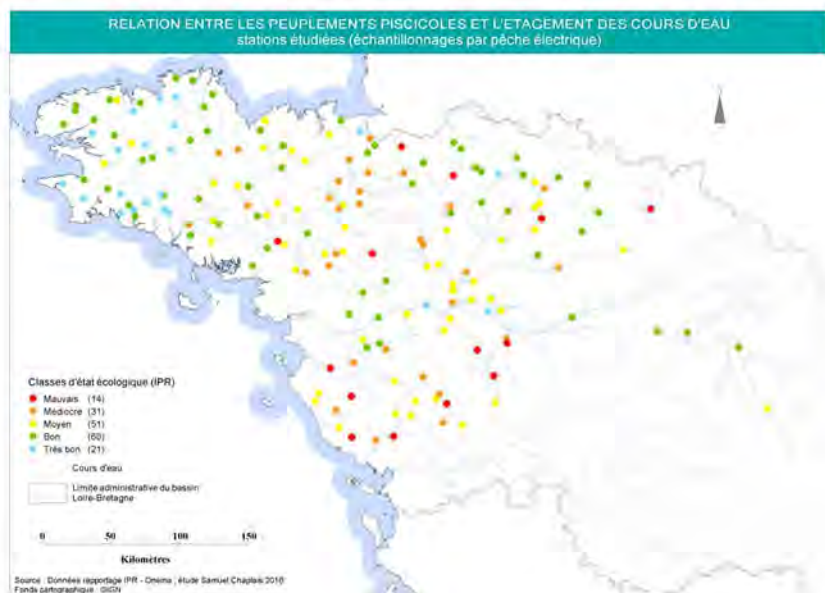 RELATION ENTRE LES PEUPLEMENTS PISCICOLES ET L'ETAGEMENT DES COURS D'EAU
stations étudiées (échantillonnages par pêche électrique)
Classes d'état écologique (IPR)
Mauvais (14)
Médiocre (31)
Moyen (51)
Bon (60)
Très bon (21)
Cours d'eau
Limite administrative du bassin
Loire-Bretagne
0 50 100 150
Kilomètres
Source : Données rapportage IPR - Onema ; étude Samuel Chaplais 2010
Fonds cartographique : ©IGN